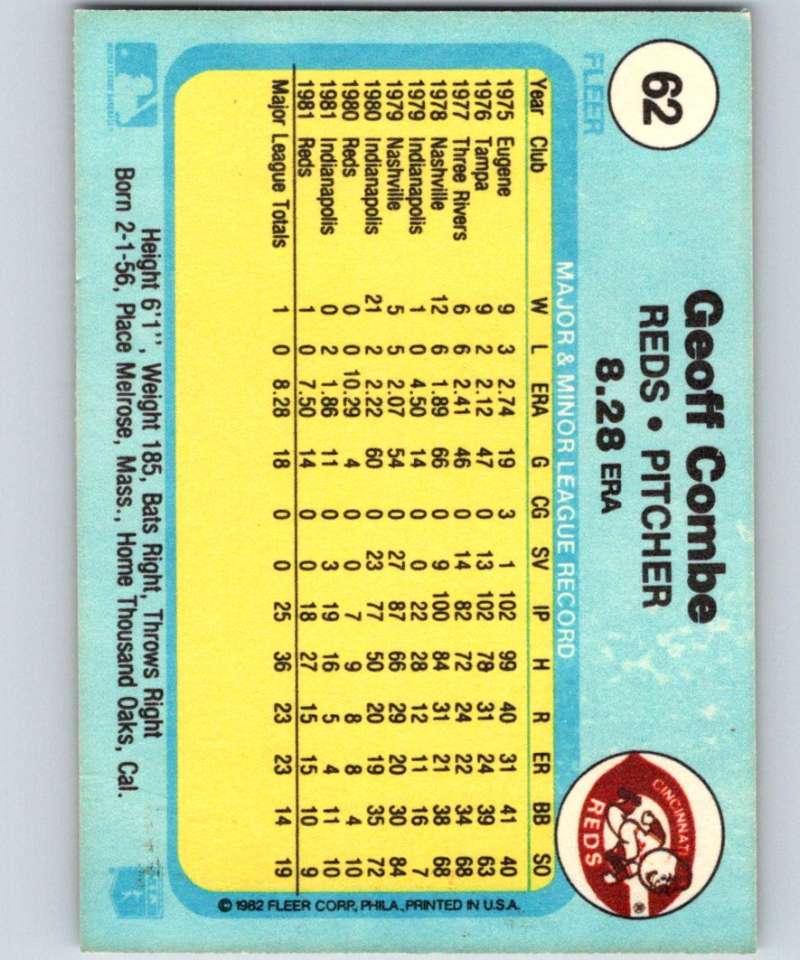 62
FLEER
Geoff Combe
REDS • PITCHER
8.28 ERA
CINCINNATI
REDS
®
MAJOR & MINOR LEAGUE RECORD
Year Club W L ERA G CG SV IP H R ER BB SO
1975 Eugene 9 3 2.74 19 3 1 102 99 40 31 41 40
1976 Tampa 9 2 2.12 47 0 13 102 78 31 24 39 63
1977 Three Rivers 6 6 2.41 46 0 14 82 72 24 22 34 68
1978 Nashville 12 6 1.89 66 0 9 100 84 31 21 38 68
1979 Indianapolis 1 0 4.50 14 0 0 22 28 12 11 16 7
1979 Nashville 5 5 2.07 54 0 27 87 66 29 20 30 84
1980 Indianapolis 21 2 2.22 60 0 23 77 50 20 19 35 72
1980 Reds 0 0 10.29 4 0 0 7 9 8 8 4 10
1981 Indianapolis 0 2 1.86 11 0 3 19 16 5 4 11 10
1981 Reds 1 0 7.50 14 0 0 18 27 15 15 10 9
Major League Totals 1 0 8.28 18 0 0 25 36 23 23 14 19
© 1982 FLEER CORP., PHILA., PRINTED IN U.S.A.
Height 6'1", Weight 185, Bats Right, Throws Right
Born 2-1-56, Place Melrose, Mass., Home Thousand Oaks, Cal.